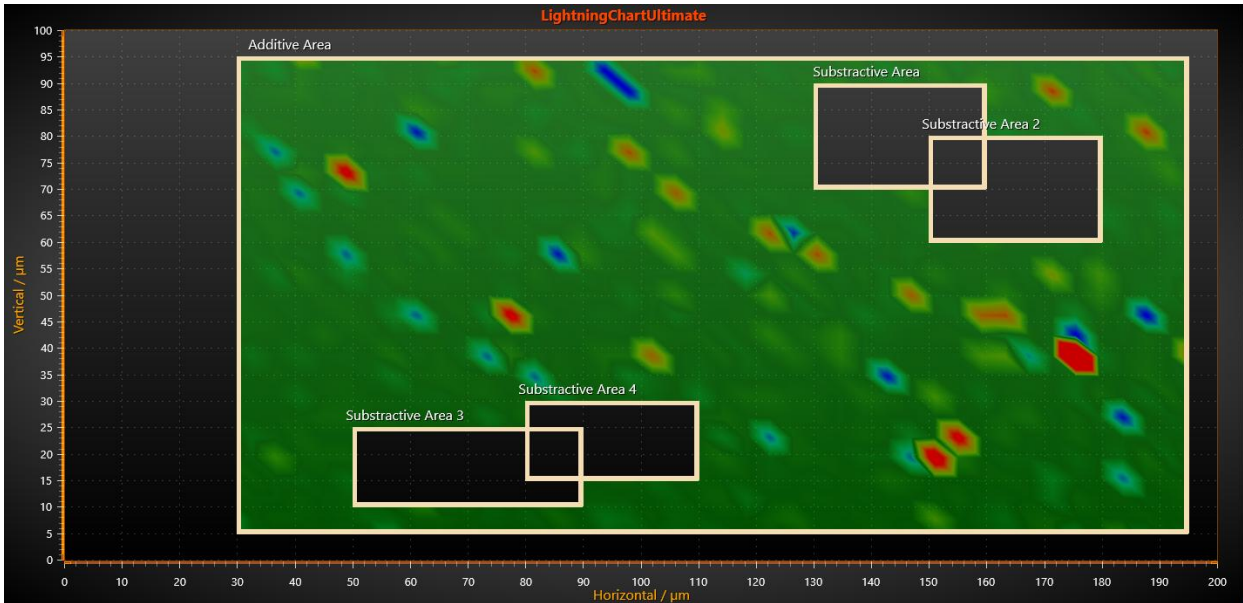 LightningChartUltimate
100
95
90
85
80
75
70
65
60
55
50
45
40
35
30
25
20
15
10
5
0
Vertical / µm
Additive Area
Substractive Area
Substractive Area 2
Substractive Area 4
Substractive Area 3
0 10 20 30 40 50 60 70 80 90 100 110 120 130 140 150 160 170 180 190 200
Horizontal / µm